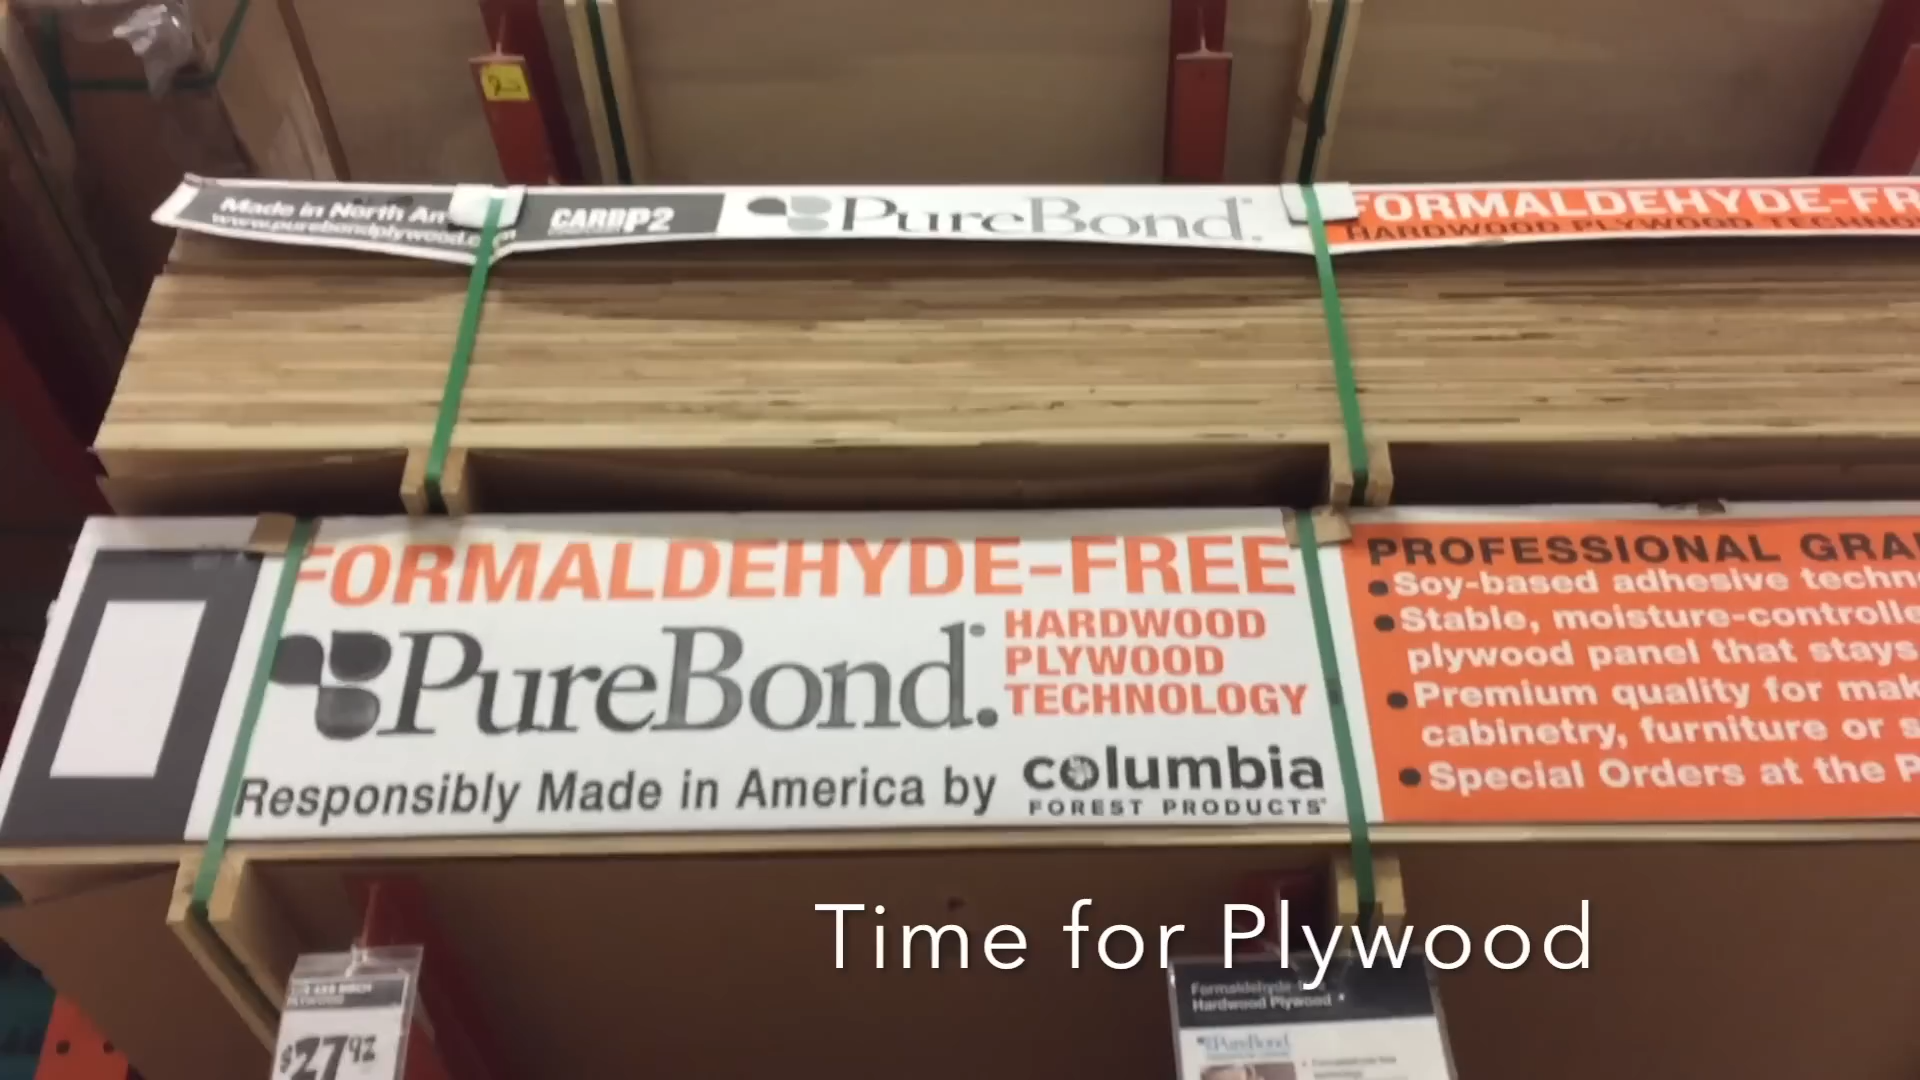 Made in North Am
www.purebondplywood.c
CARB P2
PureBond
FORMALDEHYDE-FR
HARDWOOD PLYWOOD TECHNO
FORMALDEHYDE-FREE
PureBond.
HARDWOOD
PLYWOOD
TECHNOLOGY
Responsibly Made in America by
columbia
FOREST PRODUCTS
PROFESSIONAL GRA
Soy-based adhesive techn
Stable, moisture-controlle
plywood panel that stays
Premium quality for mak
cabinetry, furniture or s
Special Orders at the P
Time for Plywood
PLYWOOD
$27 92
Formaldehyde-
Hardwood Plywood
PureBond